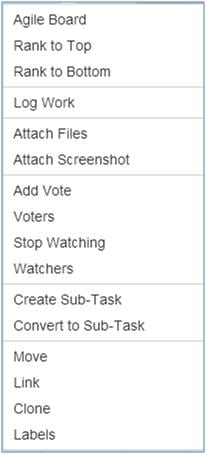 Agile Board
Rank to Top
Rank to Bottom
Log Work
Attach Files
Attach Screenshot
Add Vote
Voters
Stop Watching
Watchers
Create Sub-Task
Convert to Sub-Task
Move
Link
Clone
Labels